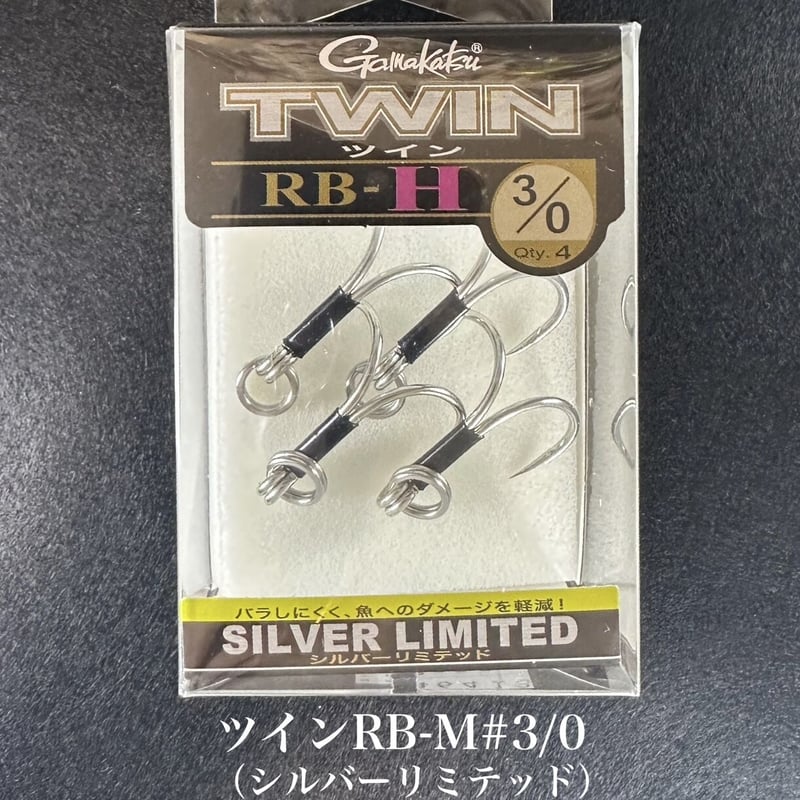 Gamakatsu®
TWIN
ツイン
RB-H
3/0
Qty. 4
バラしにくく、魚へのダメージを軽減!
SILVER LIMITED
シルバーリミテッド
ツインRB-M#3/0
(シルバーリミテッド)